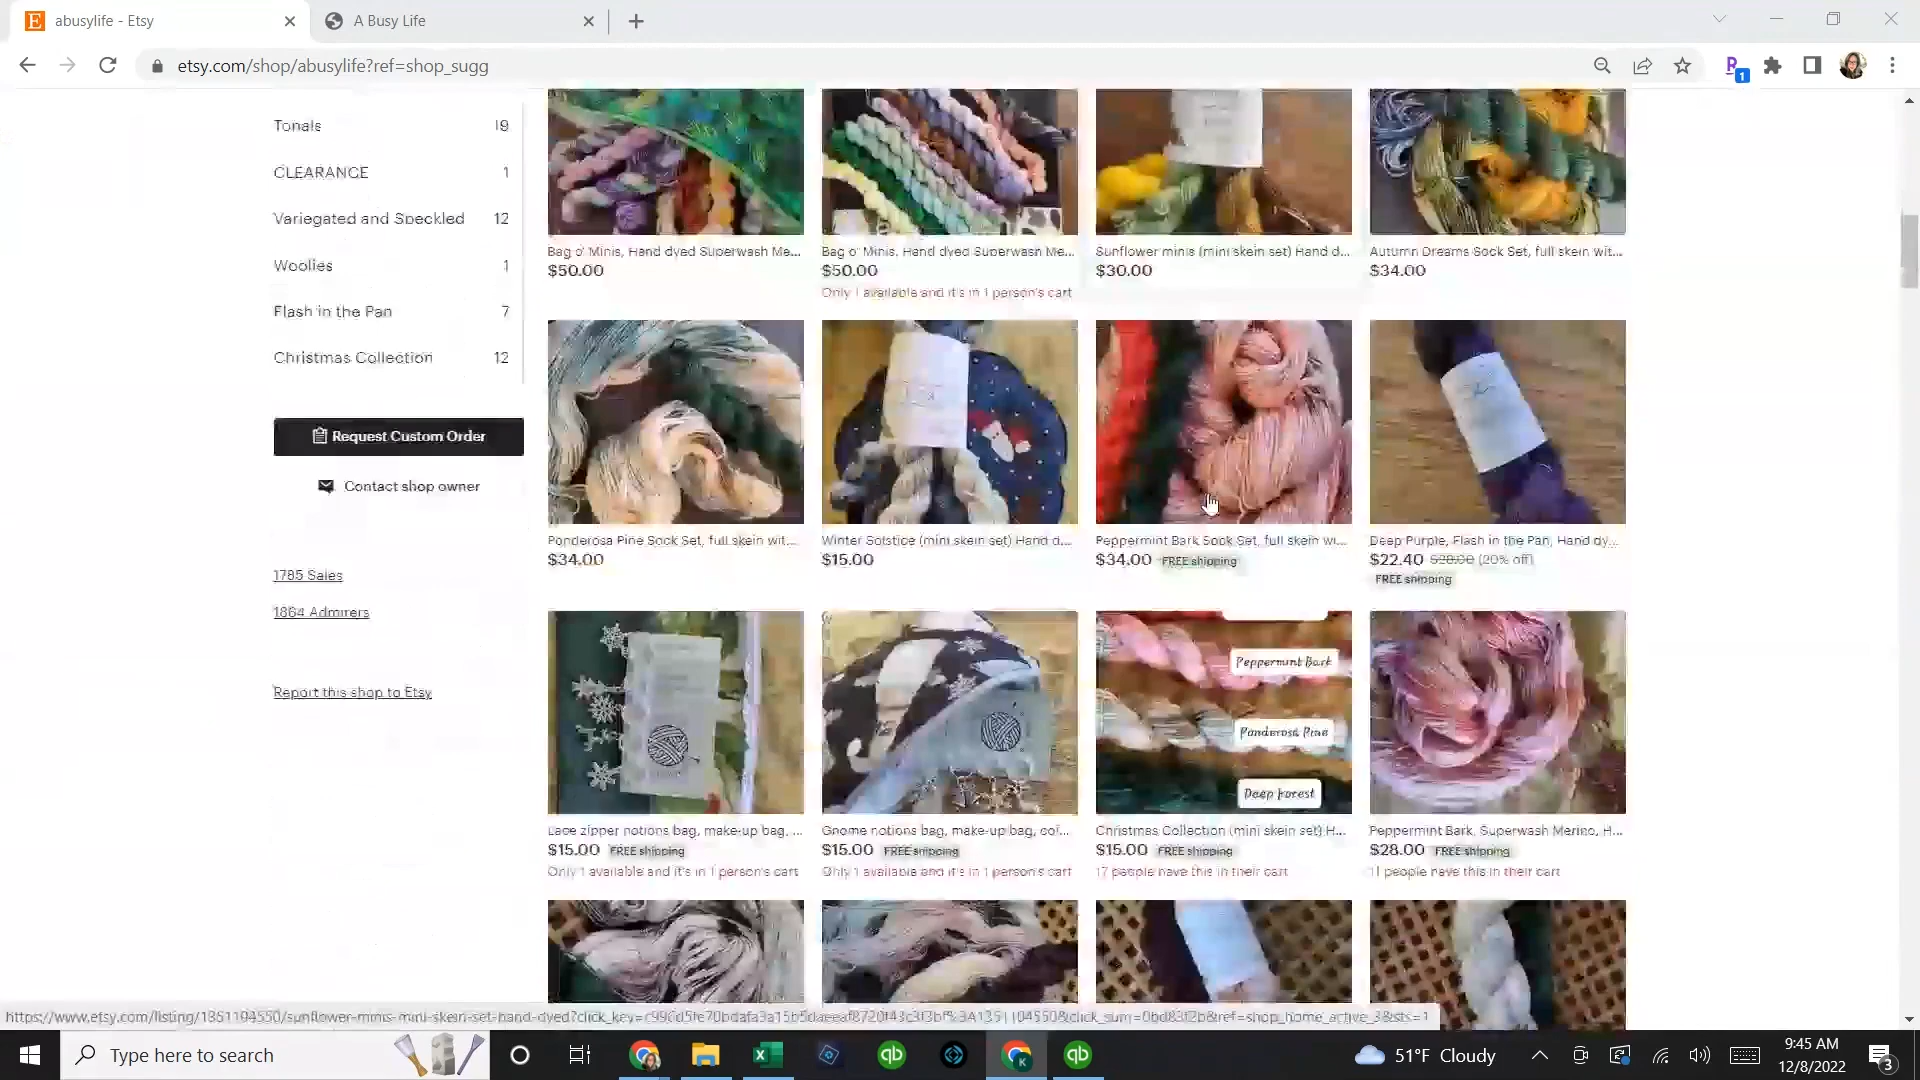 abusylife - Etsy
A Busy Life
etsy.com/shop/abusylife?ref=shop_sugg
1
Tonals 19
CLEARANCE 1
Variegated and Speckled 12
Woolies 1
Flash in the Pan 7
Christmas Collection 12
Request Custom Order
Contact shop owner
1785 Sales
1864 Admirers
Report this shop to Etsy
Bag o' Minis, Hand dyed Superwash Me...
$50.00
Bag o' Minis, Hand dyed Superwash Me...
$50.00
Only 1 available and it's in 1 person's cart
Sunflower minis (mini skein set) Hand d...
$30.00
Autumn Dreams Sock Set, full skein wit...
$34.00
Ponderosa Pine Sock Set, full skein wit...
$34.00
Winter Solstice (mini skein set) Hand d...
$15.00
Peppermint Bark Sock Set, full skein wi...
$34.00 FREE shipping
Deep Purple, Flash in the Pan, Hand dy...
$22.40 $28.00 (20% off)
FREE shipping
Peppermint Bark
Ponderosa Pine
Deep Forest
Lace zipper notions bag, make-up bag, ...
$15.00 FREE shipping
Only 1 available and it's in 1 person's cart
Gnome notions bag, make-up bag, coi...
$15.00 FREE shipping
Only 1 available and it's in 1 person's cart
Christmas Collection (mini skein set) H...
$15.00 FREE shipping
17 people have this in their cart
Peppermint Bark, Superwash Merino, H...
$28.00 FREE shipping
11 people have this in their cart
Type here to search
51°F Cloudy
9:45 AM
12/8/2022
3